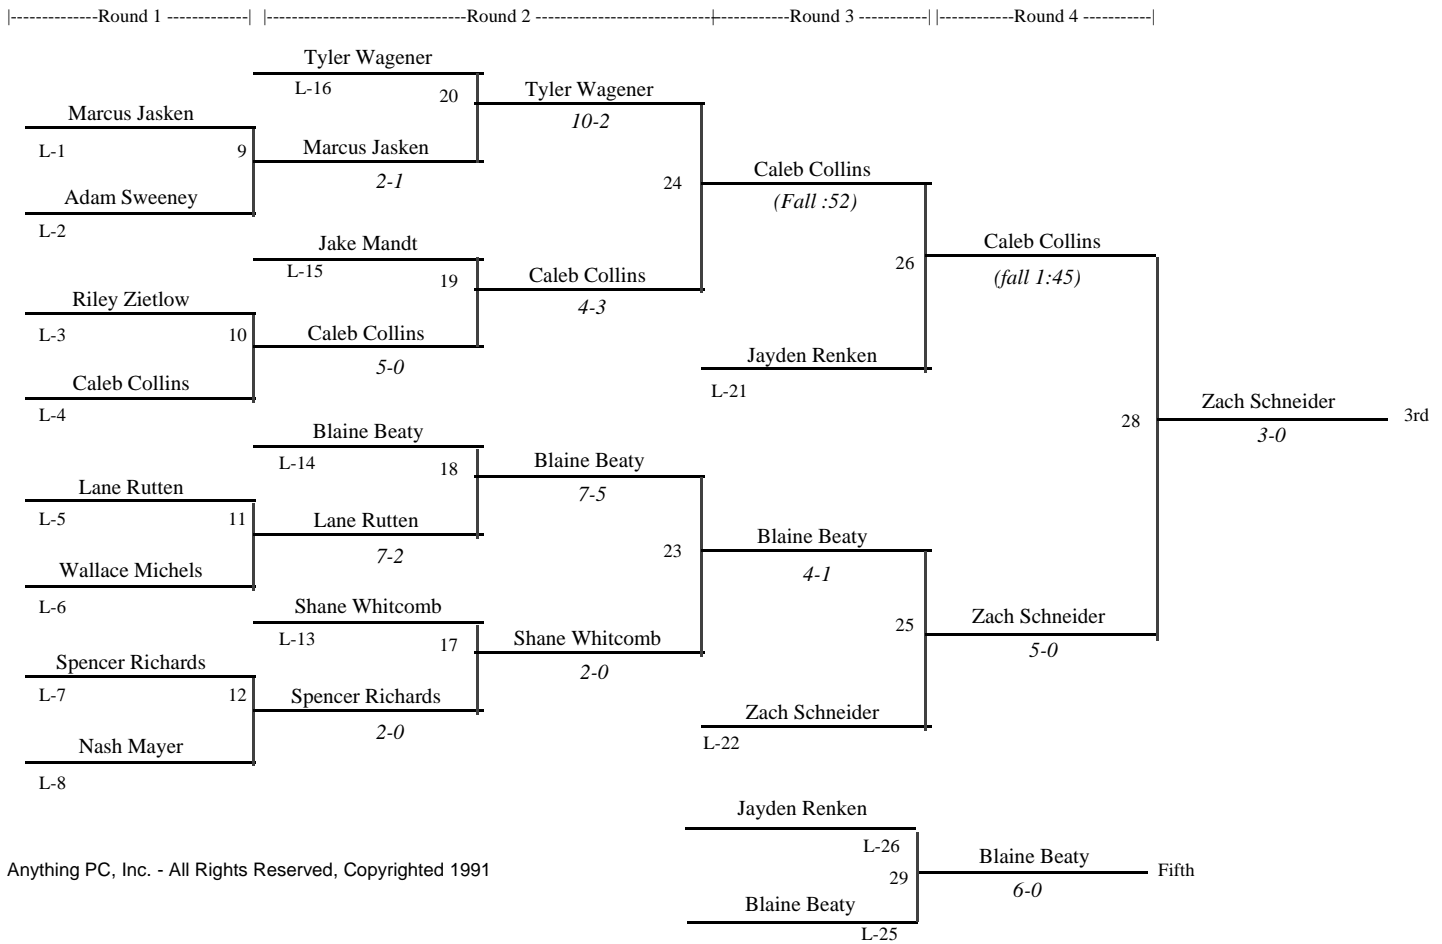 |--------------Round 1 -------------| |--------------------------------Round 2 ----------------------------+------------Round 3 -----------| |------------Round 4 -----------|
Tyler Wagener
L-16
20
Tyler Wagener
10-2
Marcus Jasken
L-1
9
Marcus Jasken
2-1
Adam Sweeney
L-2
24
Caleb Collins
(Fall :52)
Jake Mandt
L-15
19
Caleb Collins
4-3
26
Caleb Collins
(fall 1:45)
Riley Zietlow
L-3
10
Caleb Collins
5-0
Caleb Collins
L-4
Jayden Renken
L-21
28
Zach Schneider
3-0
3rd
Blaine Beaty
L-14
18
Blaine Beaty
7-5
Lane Rutten
L-5
11
Lane Rutten
7-2
Wallace Michels
L-6
23
Blaine Beaty
4-1
Shane Whitcomb
L-13
17
Shane Whitcomb
2-0
25
Zach Schneider
5-0
Spencer Richards
L-7
12
Spencer Richards
2-0
Nash Mayer
L-8
Zach Schneider
L-22
Jayden Renken
L-26
29
Blaine Beaty
6-0
Fifth
Blaine Beaty
L-25
Anything PC, Inc. - All Rights Reserved, Copyrighted 1991